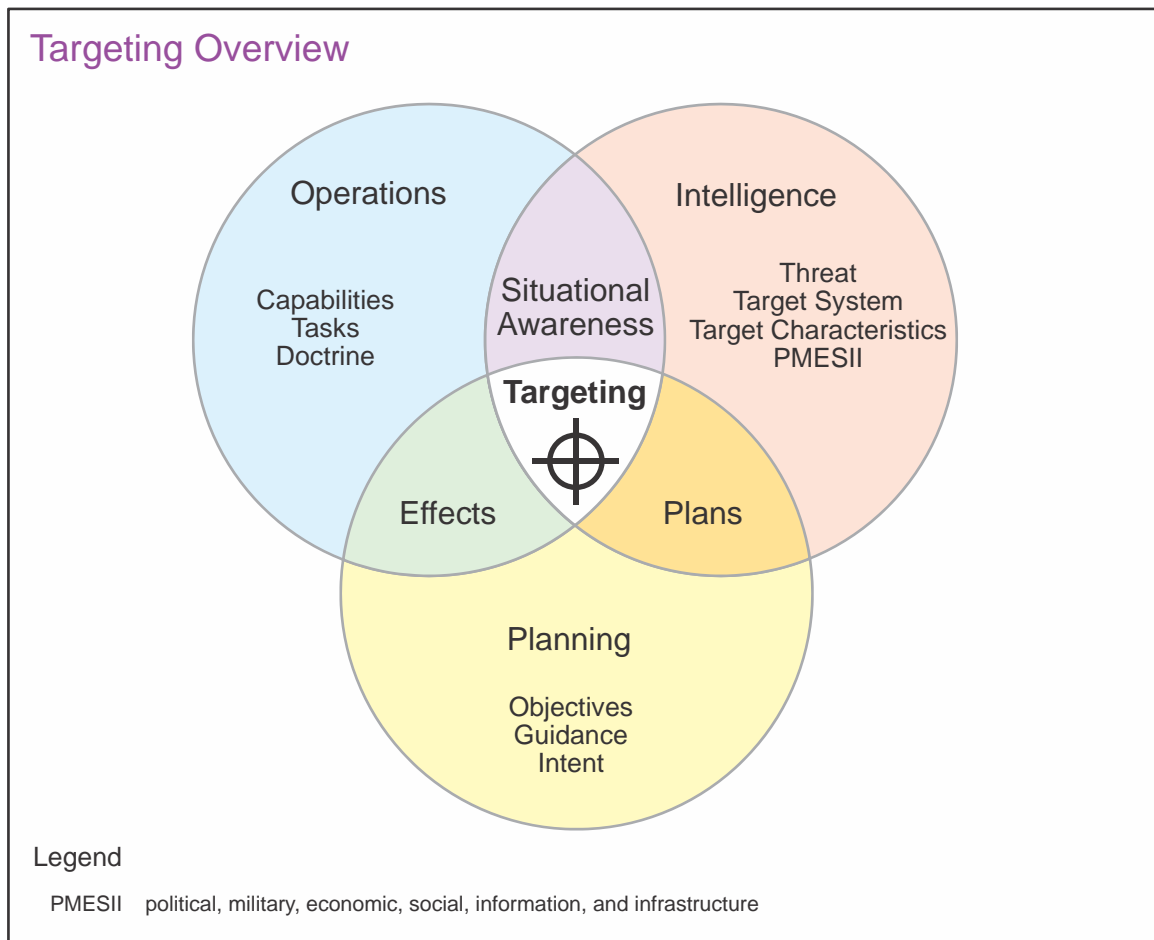 Targeting Overview
Operations
Capabilities
Tasks
Doctrine
Intelligence
Threat
Target System
Target Characteristics
PMESII
Situational
Awareness
Targeting
Effects
Plans
Planning
Objectives
Guidance
Intent
Legend
PMESII political, military, economic, social, information, and infrastructure